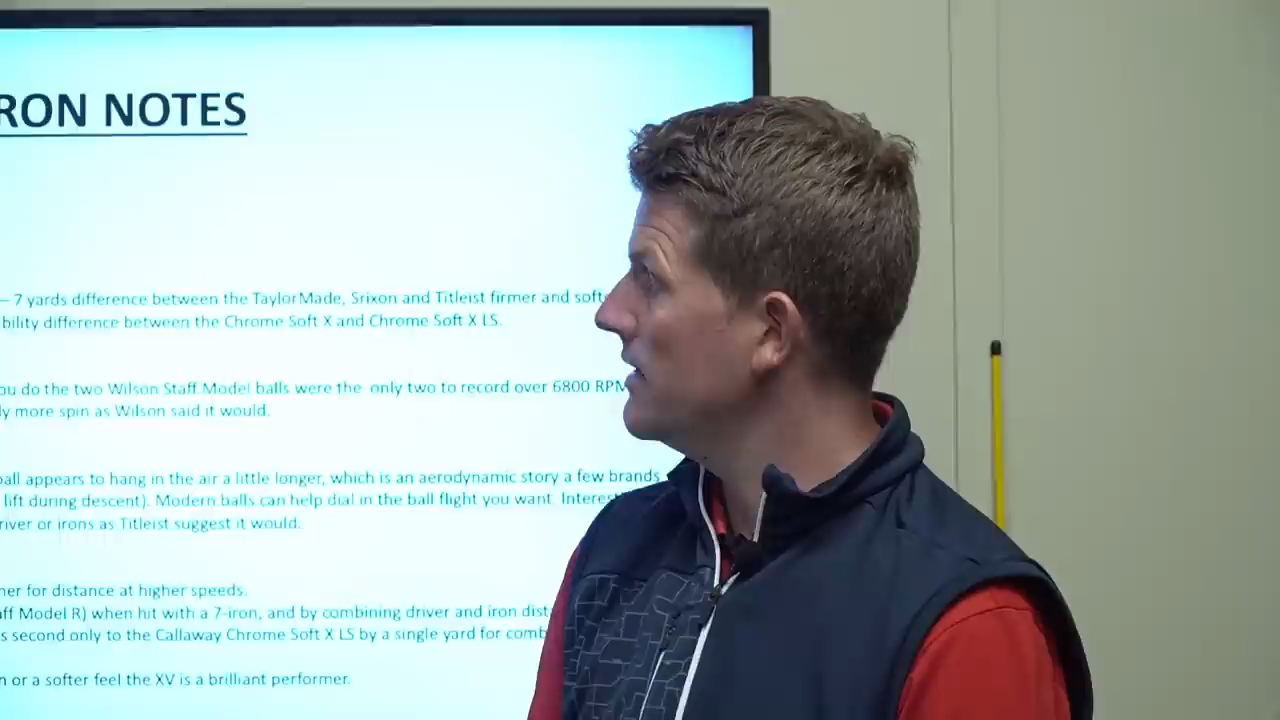 RON NOTES
– 7 yards difference between the TaylorMade, Srixon and Titleist firmer and soft
bility difference between the Chrome Soft X and Chrome Soft X LS.
ou do the two Wilson Staff Model balls were the only two to record over 6800 RPM
ly more spin as Wilson said it would.
ball appears to hang in the air a little longer, which is an aerodynamic story a few brands
lift during descent). Modern balls can help dial in the ball flight you want. Interest
river or irons as Titleist suggest it would.
ner for distance at higher speeds.
aff Model R) when hit with a 7-iron, and by combining driver and iron dist
s second only to the Callaway Chrome Soft X LS by a single yard for comb
n or a softer feel the XV is a brilliant performer.